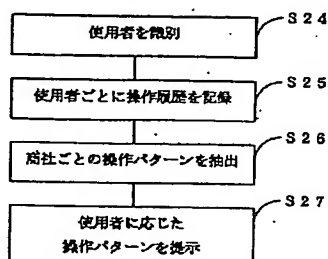 使用者を識別
S24
使用者ごとに操作履歴を記録
S25
商社ごとの操作パターンを抽出
S26
使用者に応じた
操作パターンを提示
S27